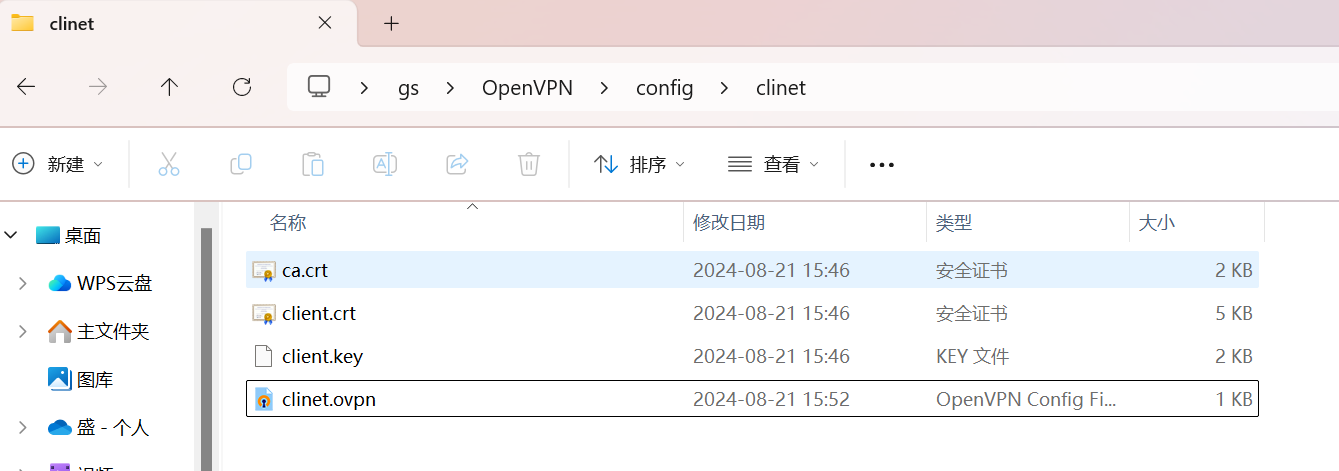 clinet
gs OpenVPN config clinet
新建 排序 查看
名称 修改日期 类型 大小
桌面
WPS云盘
主文件夹
图库
盛 - 个人
视频
ca.crt 2024-08-21 15:46 安全证书 2 KB
client.crt 2024-08-21 15:46 安全证书 5 KB
client.key 2024-08-21 15:46 KEY 文件 2 KB
clinet.ovpn 2024-08-21 15:52 OpenVPN Config Fi... 1 KB